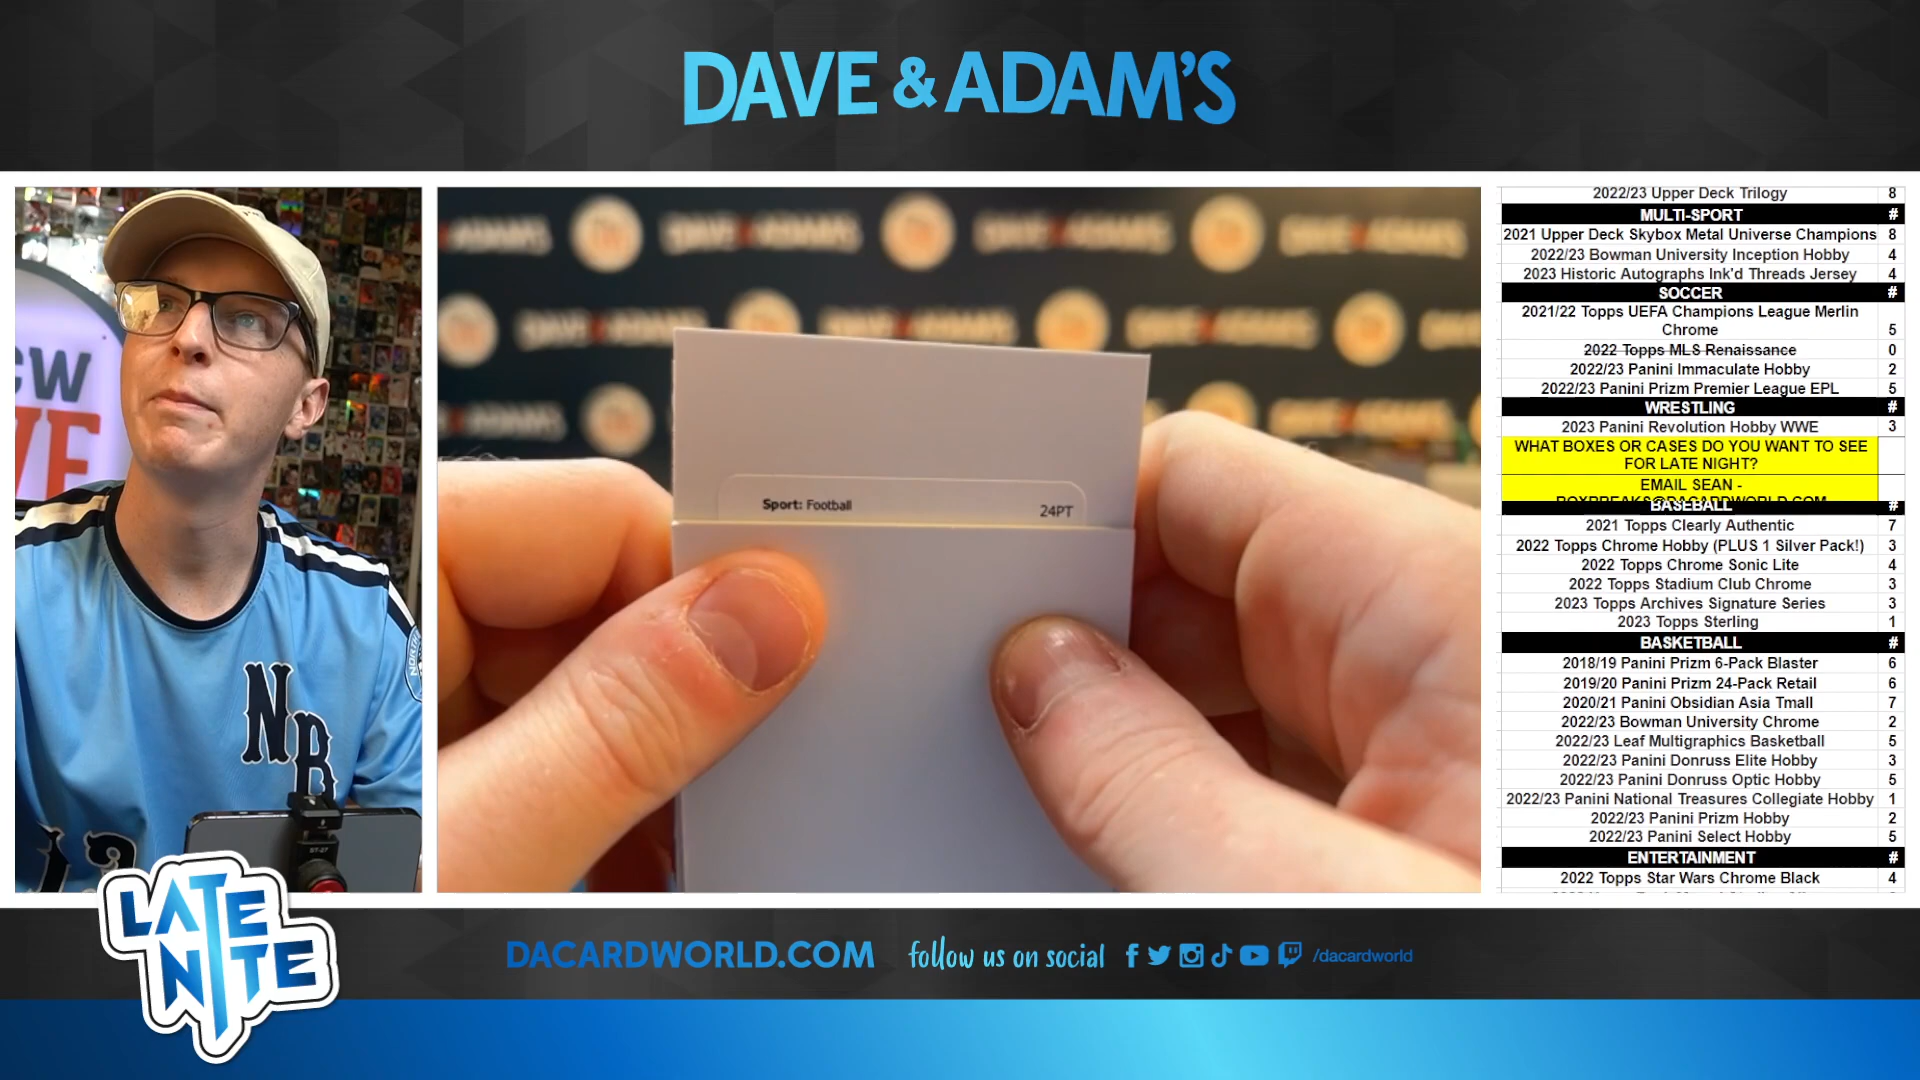 DAVE & ADAM'S
Sport: Football 24PT
NB
2022/23 Upper Deck Trilogy 8
MULTI-SPORT #
2021 Upper Deck Skybox Metal Universe Champions 8
2022/23 Bowman University Inception Hobby 4
2023 Historic Autographs Ink'd Threads Jersey 4
SOCCER #
2021/22 Topps UEFA Champions League Merlin
Chrome 5
2022 Topps MLS Renaissance 0
2022/23 Panini Immaculate Hobby 2
2022/23 Panini Prizm Premier League EPL 5
WRESTLING #
2023 Panini Revolution Hobby WWE 3
WHAT BOXES OR CASES DO YOU WANT TO SEE
FOR LATE NIGHT?
EMAIL SEAN -
BOXBREAKS@DACARDWORLD.COM
BASEBALL #
2021 Topps Clearly Authentic 7
2022 Topps Chrome Hobby (PLUS 1 Silver Pack!) 3
2022 Topps Chrome Sonic Lite 4
2022 Topps Stadium Club Chrome 3
2023 Topps Archives Signature Series 3
2023 Topps Sterling 1
BASKETBALL #
2018/19 Panini Prizm 6-Pack Blaster 6
2019/20 Panini Prizm 24-Pack Retail 6
2020/21 Panini Obsidian Asia Tmall 7
2022/23 Bowman University Chrome 2
2022/23 Leaf Multigraphics Basketball 5
2022/23 Panini Donruss Elite Hobby 3
2022/23 Panini Donruss Optic Hobby 5
2022/23 Panini National Treasures Collegiate Hobby 1
2022/23 Panini Prizm Hobby 2
2022/23 Panini Select Hobby 5
ENTERTAINMENT #
2022 Topps Star Wars Chrome Black 4
LATE
NITE
DACARDWORLD.COM follow us on social /dacardworld